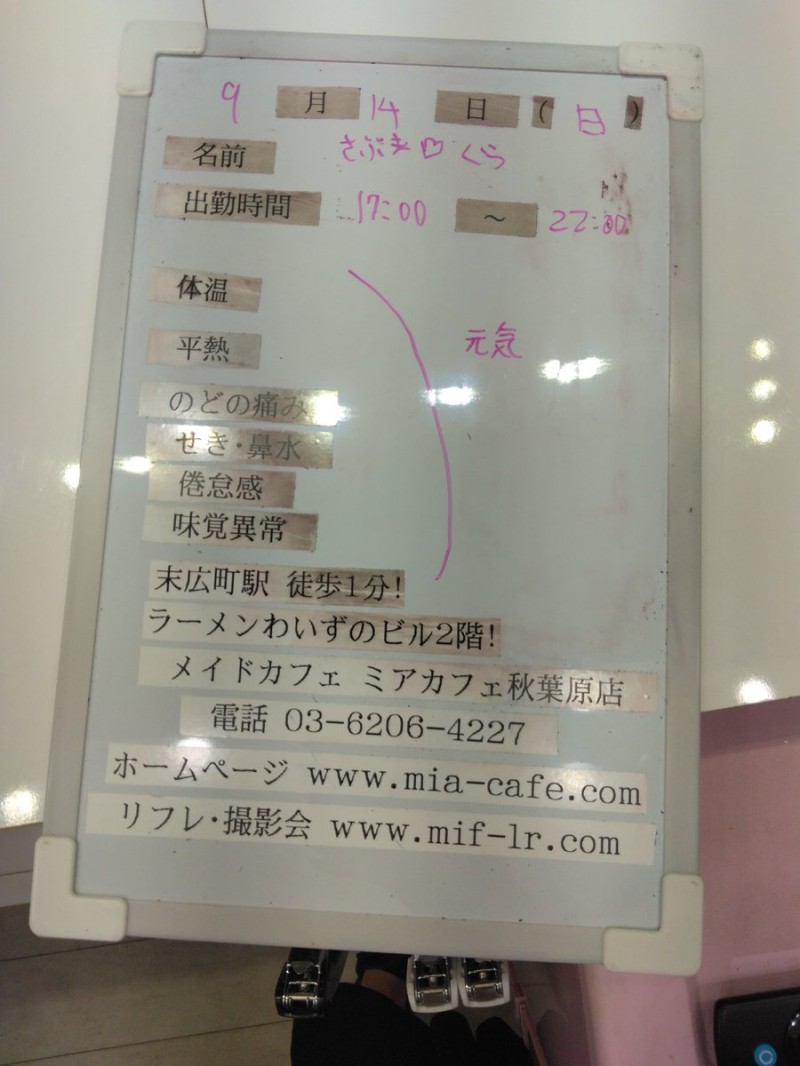 9 月 14 日 ( 日 )
名前 さぷま♡くら
出勤時間 17:00 ～ 22:00
体温
平熱
元気
のどの痛み
せき・鼻水
倦怠感
味覚異常
末広町駅 徒歩1分!
ラーメンわいずのビル2階!
メイドカフェ ミアカフェ秋葉原店
電話 03-6206-4227
ホームページ www.mia-cafe.com
リフレ・撮影会 www.mif-lr.com